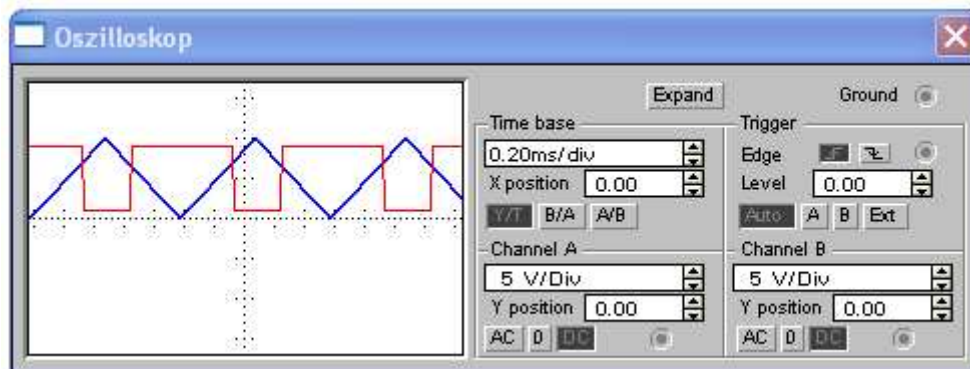 Oszilloskop
Expand Ground
Time base Trigger
0.20ms/div Edge
X position 0.00 Level 0.00
Y/T B/A A/B Auto A B Ext
Channel A Channel B
5 V/Div 5 V/Div
Y position 0.00 Y position 0.00
AC 0 DC AC 0 DC